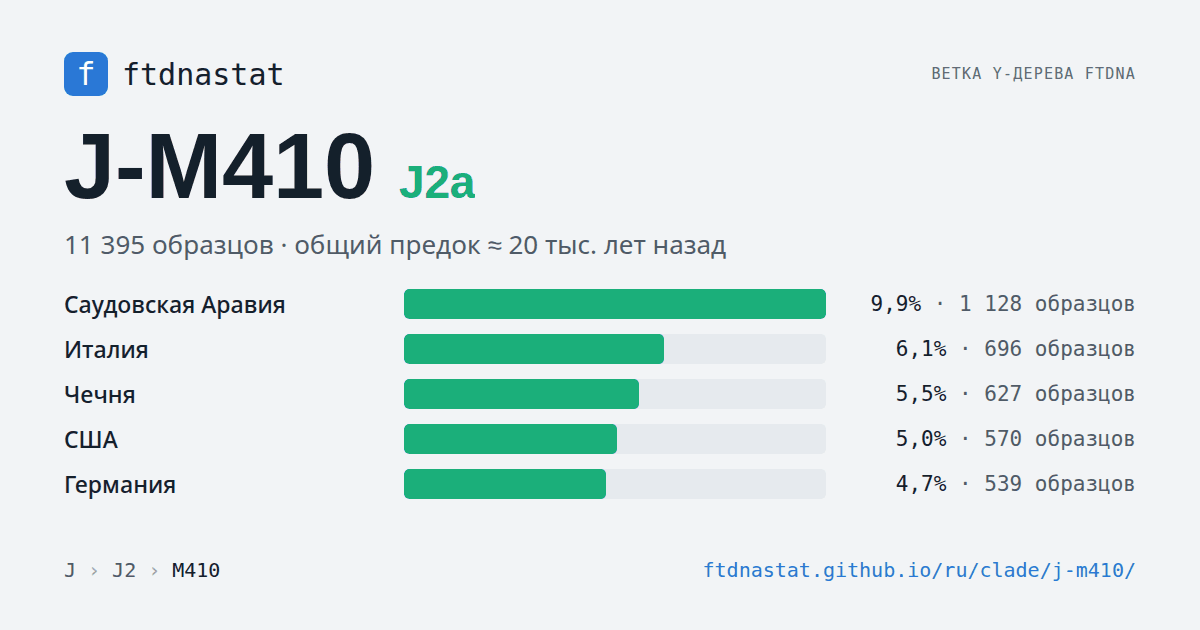 f ftdnastat
ВЕТКА Y-ДЕРЕВА FTDNA
J-M410 J2a
11 395 образцов · общий предок ≈ 20 тыс. лет назад
Саудовская Аравия 9,9% · 1 128 образцов
Италия 6,1% · 696 образцов
Чечня 5,5% · 627 образцов
США 5,0% · 570 образцов
Германия 4,7% · 539 образцов
J › J2 › M410
ftdnastat.github.io/ru/clade/j-m410/